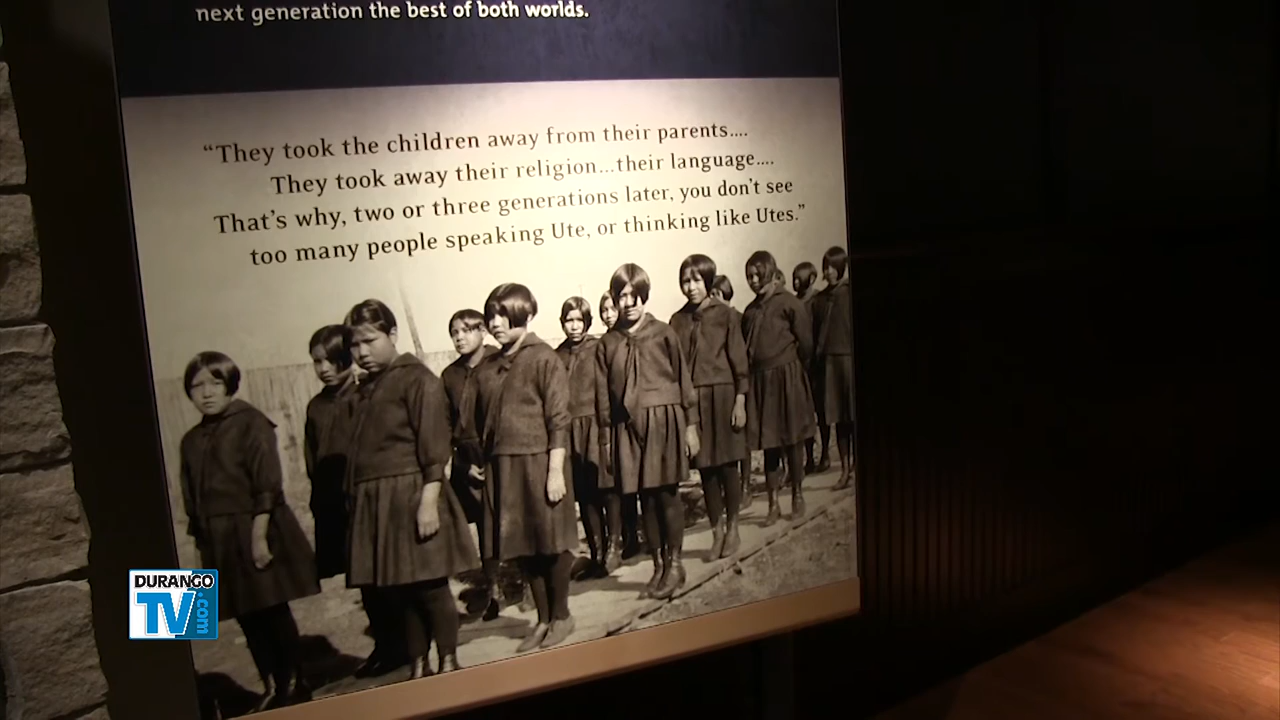 next generation the best of both worlds.
“They took the children away from their parents....
They took away their religion...their language....
That’s why, two or three generations later, you don’t see
too many people speaking Ute, or thinking like Utes.”
DURANGO
TV.com